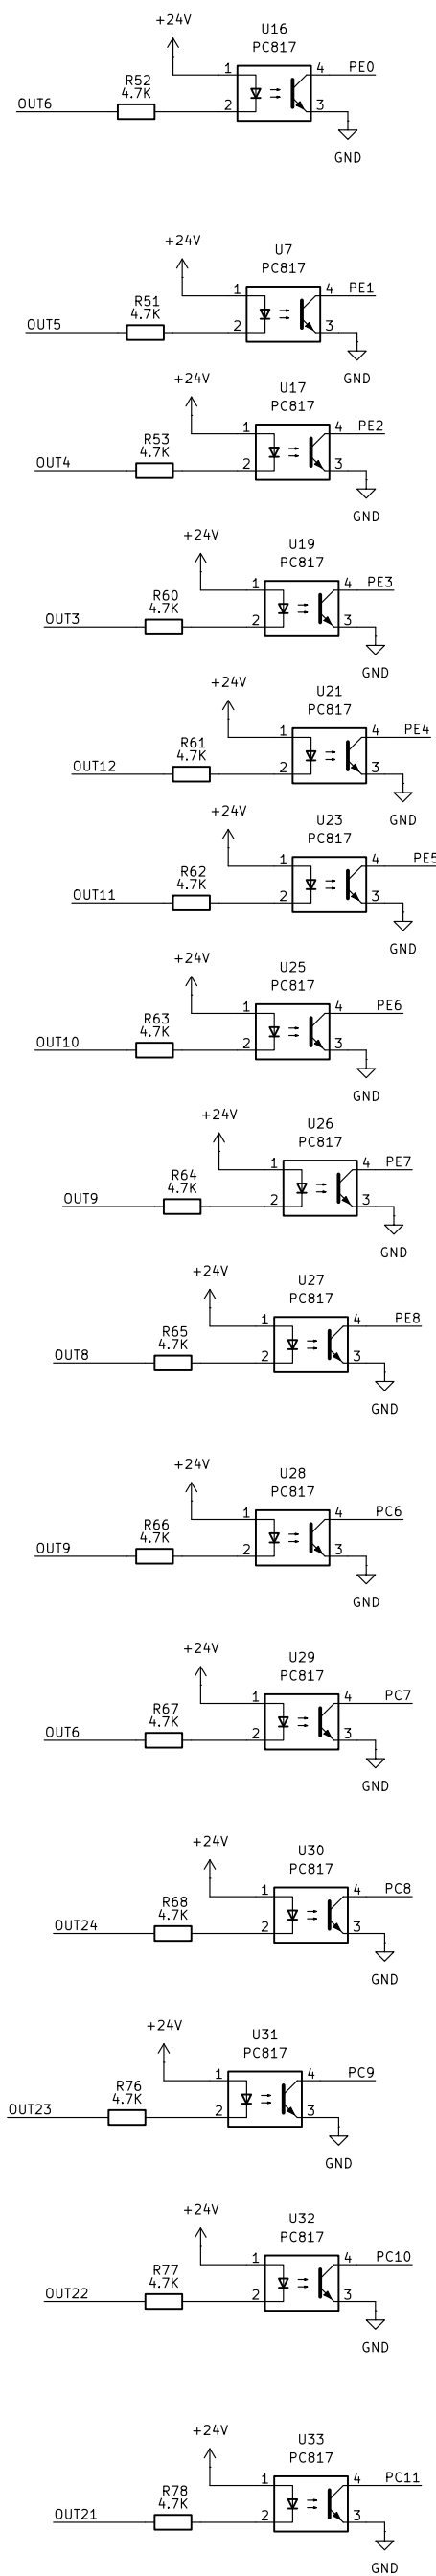 +24V
U16
PC817
1
4
PE0
R52
4.7K
OUT6
2
3
GND
+24V
U7
PC817
1
4
PE1
R51
4.7K
OUT5
2
3
GND
+24V
U17
PC817
1
4
PE2
R53
4.7K
OUT4
2
3
GND
+24V
U19
PC817
1
4
PE3
R60
4.7K
OUT3
2
3
GND
+24V
U21
PC817
1
4
PE4
R61
4.7K
OUT12
2
3
GND
+24V
U23
PC817
1
4
PE5
R62
4.7K
OUT11
2
3
GND
+24V
U25
PC817
1
4
PE6
R63
4.7K
OUT10
2
3
GND
+24V
U26
PC817
1
4
PE7
R64
4.7K
OUT9
2
3
GND
+24V
U27
PC817
1
4
PE8
R65
4.7K
OUT8
2
3
GND
+24V
U28
PC817
1
4
PC6
R66
4.7K
OUT9
2
3
GND
+24V
U29
PC817
1
4
PC7
R67
4.7K
OUT6
2
3
GND
+24V
U30
PC817
1
4
PC8
R68
4.7K
OUT24
2
3
GND
+24V
U31
PC817
1
4
PC9
R76
4.7K
OUT23
2
3
GND
+24V
U32
PC817
1
4
PC10
R77
4.7K
OUT22
2
3
GND
+24V
U33
PC817
1
4
PC11
R78
4.7K
OUT21
2
3
GND